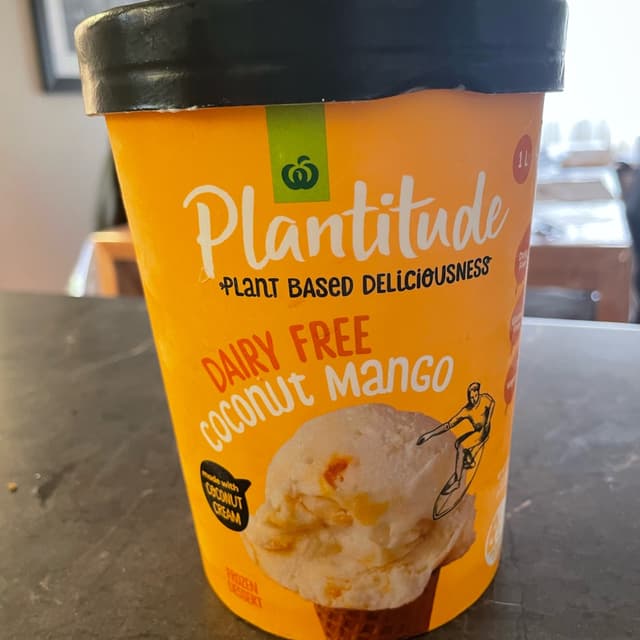 1 L
Plantitude
PLANT BASED DELICIOUSNESS
DAIRY FREE
COCONUT MANGO
made with
COCONUT
CREAM
FROZEN
DESSERT